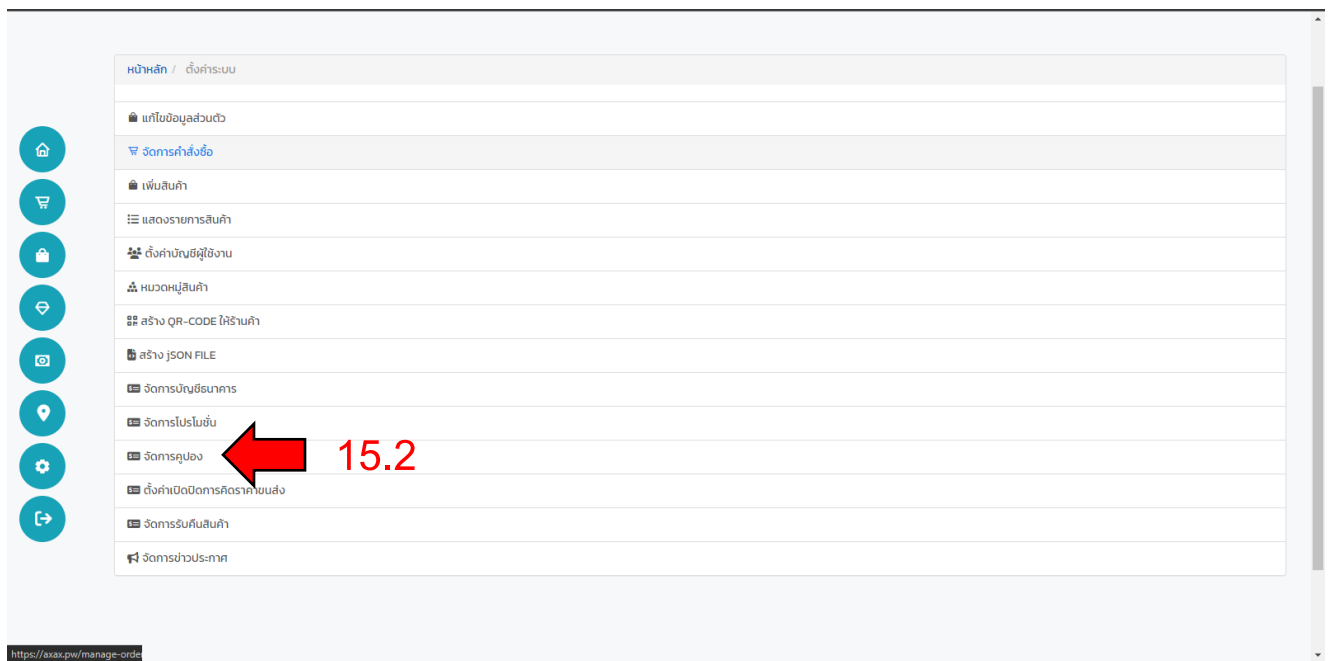 หน้าหลัก / ตั้งค่าระบบ
แก้ไขข้อมูลส่วนตัว
จัดการคำสั่งซื้อ
เพิ่มสินค้า
แสดงรายการสินค้า
ตั้งค่าบัญชีผู้ใช้งาน
หมวดหมู่สินค้า
สร้าง QR-CODE ให้ร้านค้า
สร้าง jSON FILE
จัดการบัญชีธนาคาร
จัดการโปรโมชั่น
จัดการคูปอง 15.2
ตั้งค่าเปิดปิดการคิดราคาขนส่ง
จัดการรับคืนสินค้า
จัดการข่าวประกาศ
https://axax.pw/manage-order